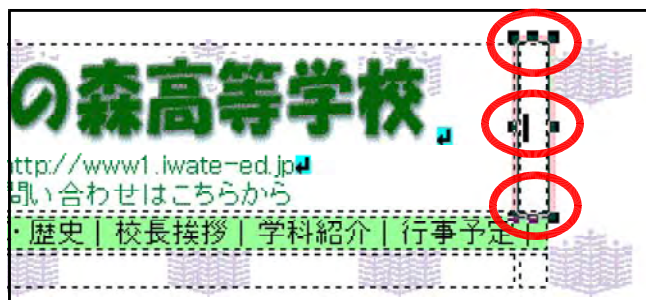 の森高等学校
ttp://www1.iwate-ed.jp
問い合わせはこちらから
・歴史 | 校長挨拶 | 学科紹介 | 行事予定 |